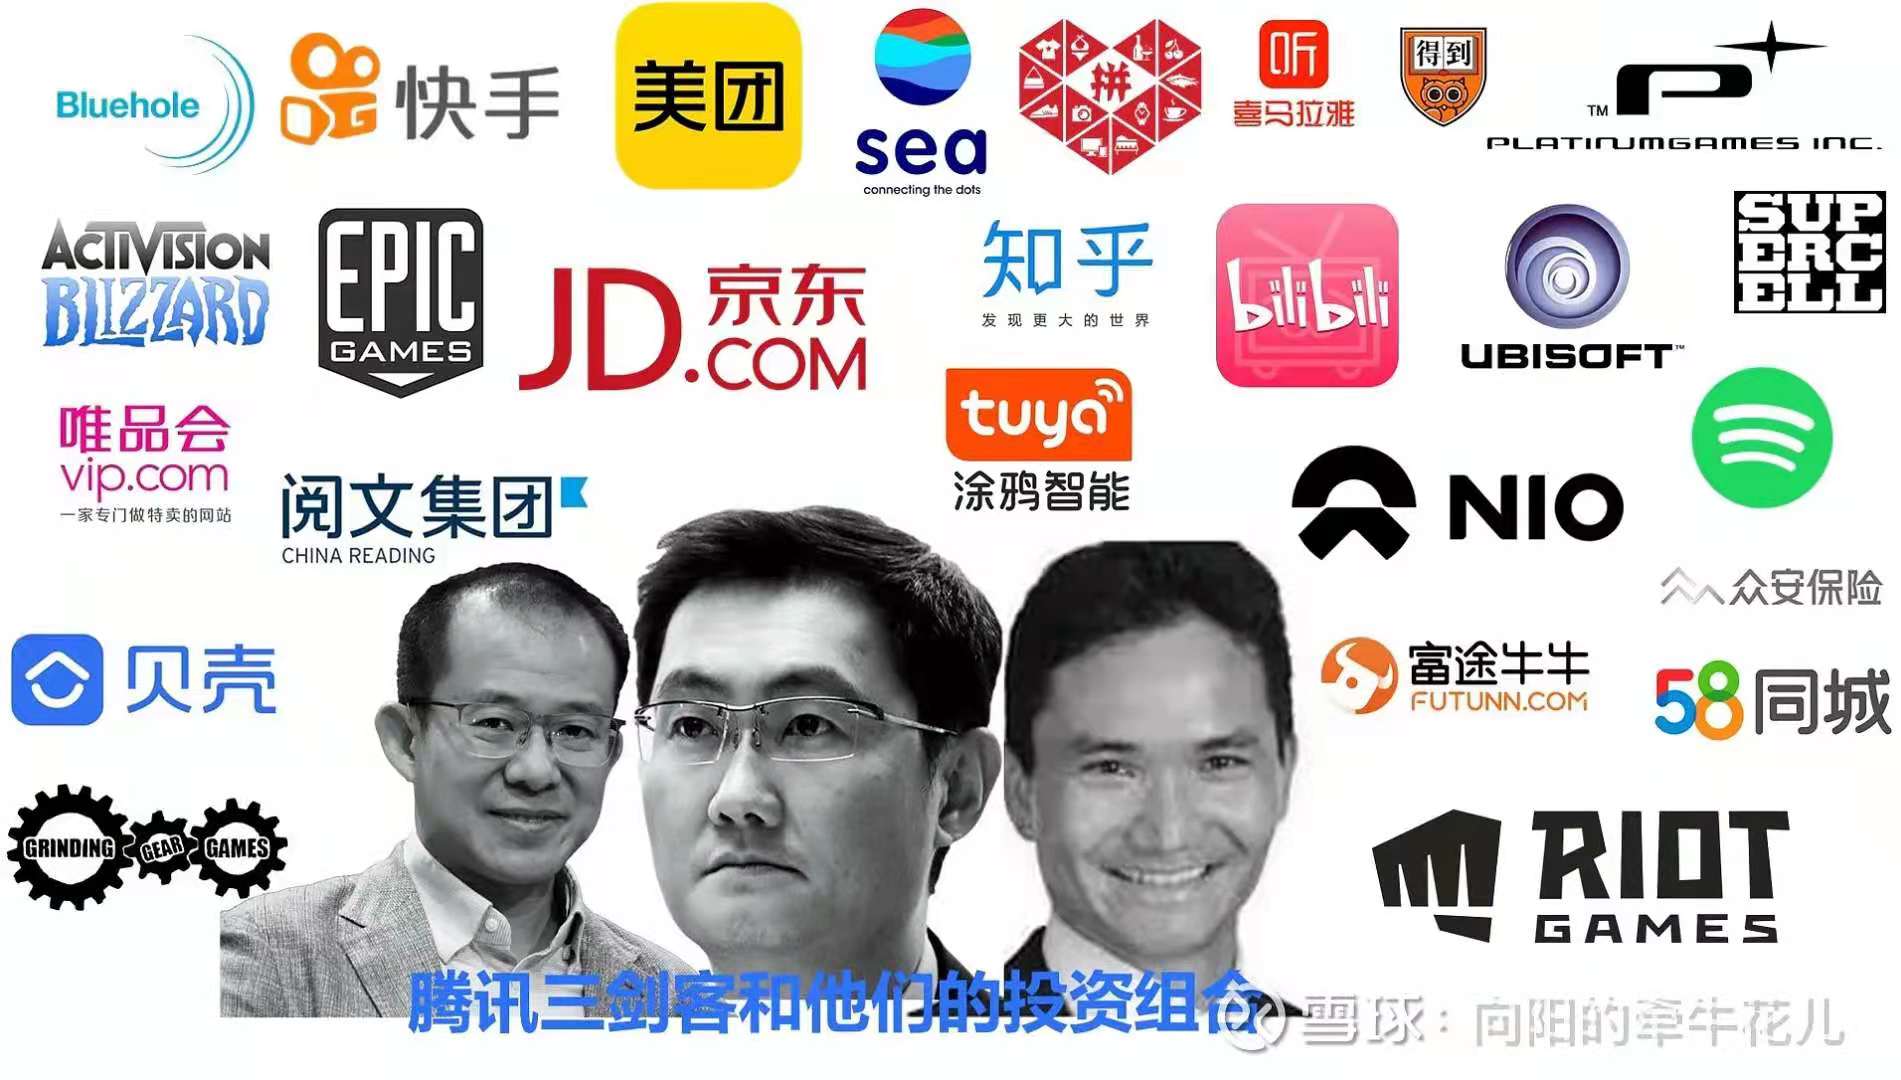 Bluehole
快手
美团
sea
connecting the dots
拼
听
喜马拉雅
得到
TM
P
PLATINUMGAMES INC.
ACTIVISION
BLIZZARD
EPIC
GAMES
JD.京东
.COM
知乎
发现更大的世界
bilibili
UBISOFT™
SUP
ERC
ELL
唯品会
vip.com
一家专门做特卖的网站
阅文集团
CHINA READING
tuya
涂鸦智能
NIO
众安保险
贝壳
富途牛牛
FUTUNN.COM
58同城
GRINDING GEAR GAMES
RIOT
GAMES
腾讯三剑客和他们的投资组合
雪球：向阳的牵牛花儿